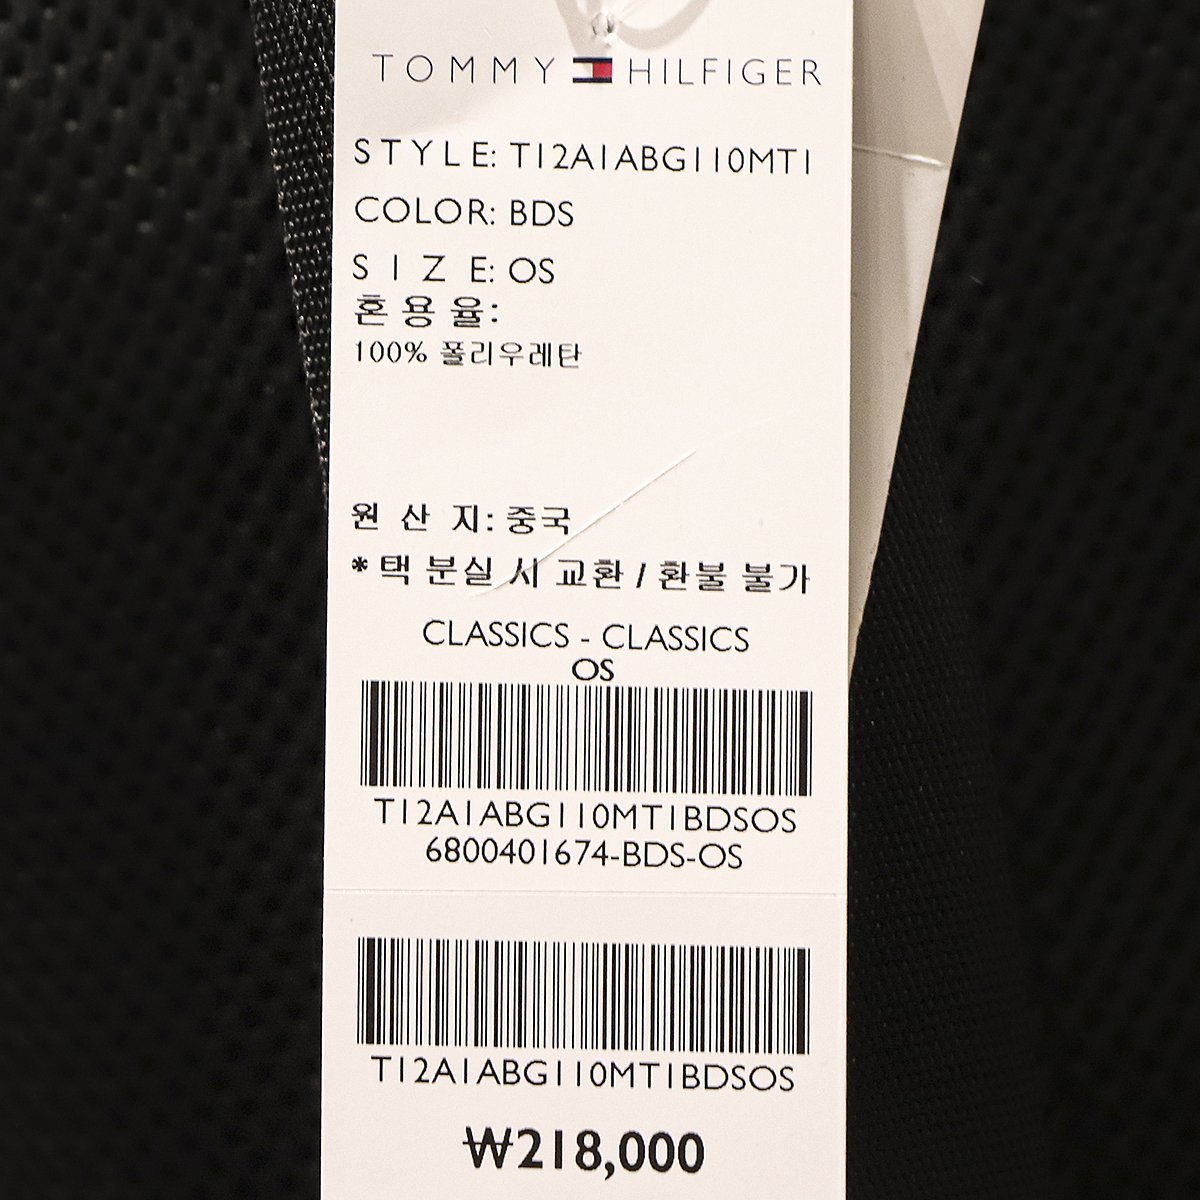 TOMMY HILFIGER
STYLE: T12A1ABG110MT1
COLOR: BDS
SIZE: OS
혼용율:
100% 폴리우레탄
원산지: 중국
* 택 분실 시 교환 / 환불 불가
CLASSICS - CLASSICS
OS
T12A1ABG110MT1BDSOS
6800401674-BDS-OS
T12A1ABG110MT1BDSOS
₩218,000